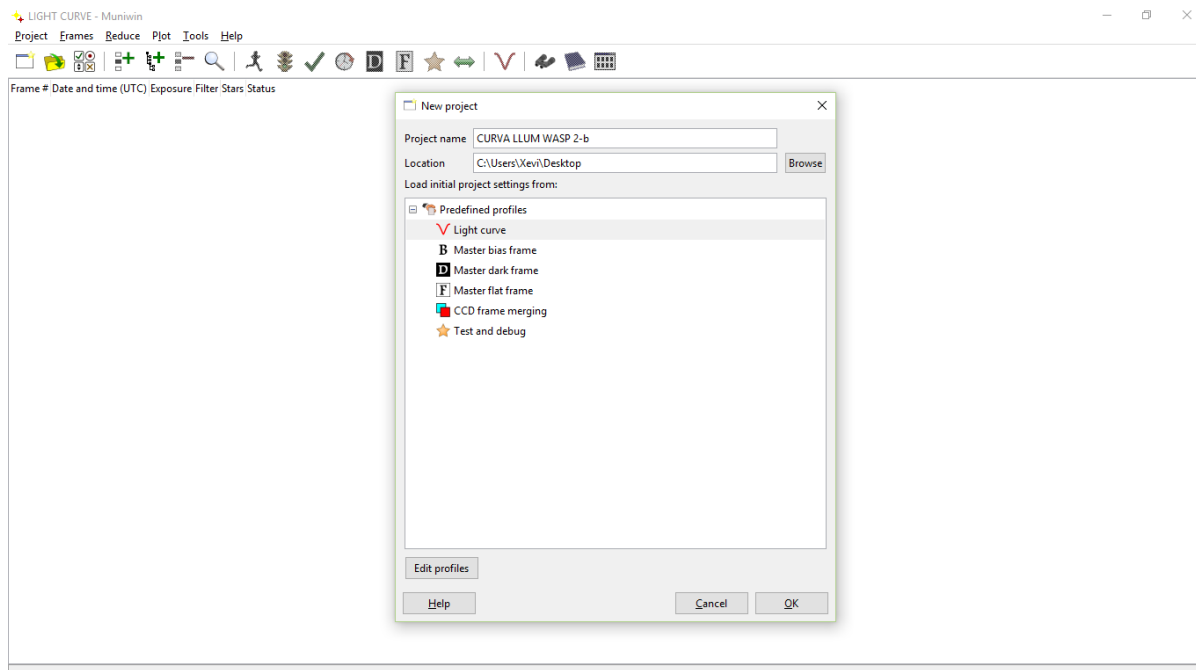 LIGHT CURVE - Muniwin
Project Frames Reduce Plot Tools Help
D F
Frame # Date and time (UTC) Exposure Filter Stars Status
New project
Project name CURVA LLUM WASP 2-b
Location C:\Users\Xevi\Desktop Browse
Load initial project settings from:
Predefined profiles
Light curve
B Master bias frame
D Master dark frame
F Master flat frame
CCD frame merging
Test and debug
Edit profiles
Help Cancel OK